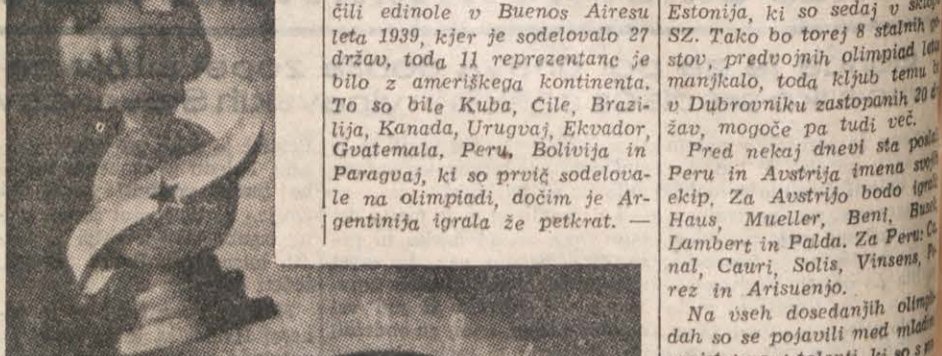 čili edinole v Buenos Airesu
leta 1939, kjer je sodelovalo 27
držav, toda 11 reprezentanc je
bilo z ameriškega kontinenta.
To so bile Kuba, Čile, Brazi-
lija, Kanada, Urugvaj, Ekvador,
Gvatemala, Peru, Bolivija in
Paragvaj, ki so prvič sodelova-
le na olimpiadi, dočim je Ar-
gentinija igrala že petkrat. —
Estonija, ki so sedaj v
SZ. Tako bo torej 8 stalnih
stov, predvojnih olimpiad
manjkalo, toda kljub temu
v Dubrovniku zastopanih 20
žav, mogoče pa tudi več.
Pred nekaj dnevi sta
Peru in Avstrija imena
ekip, Za Avstrijo bodo
Haus, Mueller, Beni,
Lambert in Palda. Za Peru:
nal, Cauri, Solis, Vinsens,
rez in Arisuenjo.
Na vseh dosedanjih
dah so se pojavili med